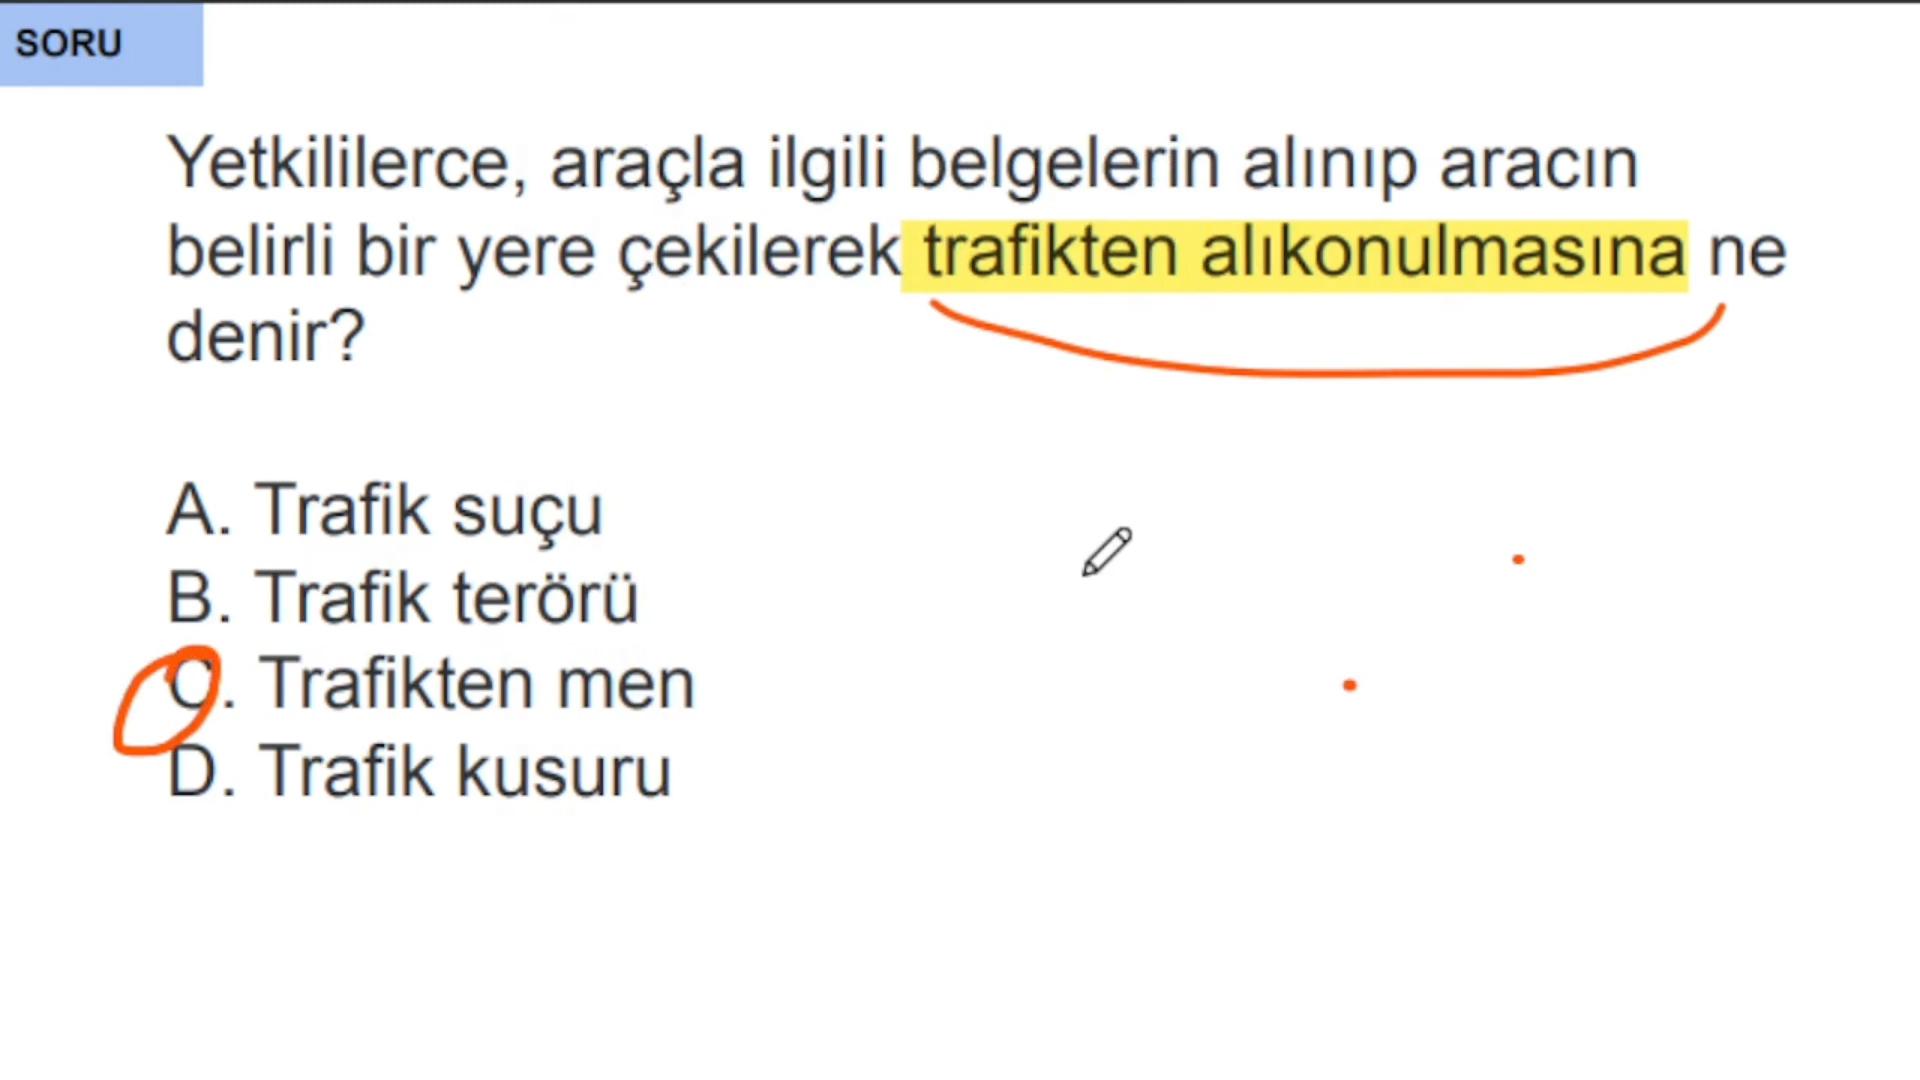 SORU
Yetkililerce, araçla ilgili belgelerin alınıp aracın
belirli bir yere çekilerek trafikten alıkonulmasına ne
denir?
A. Trafik suçu
B. Trafik terörü
C. Trafikten men
D. Trafik kusuru